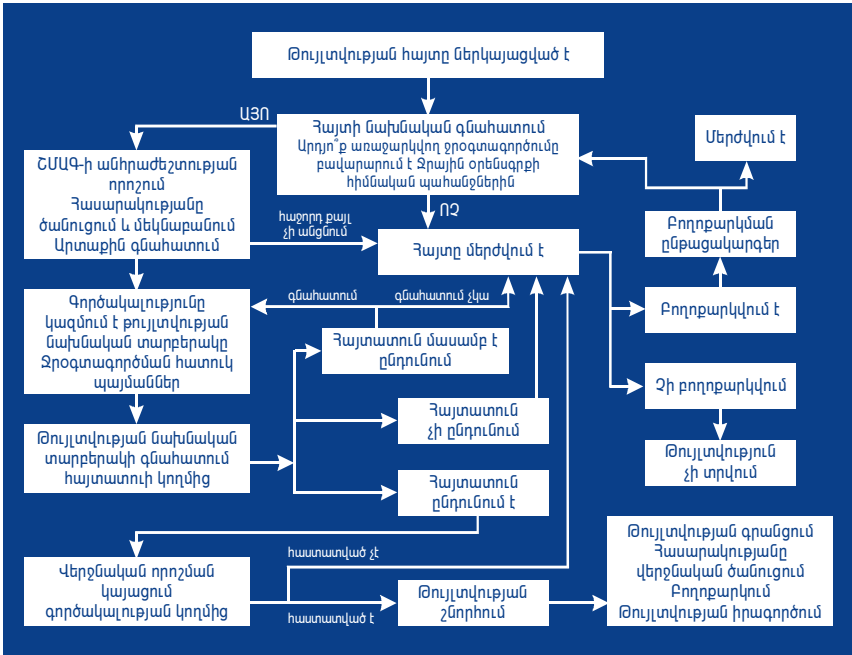 Թույլտվության հայտը ներկայացված է
ԱՅՈ
Հայտի նախնական գնահատում
Արդյո՞ք առաջարկվող ջրօգտագործումը
բավարարում է Ջրային օրենսգրքի
հիմնական պահանջներին
Մերժվում է
ՇՄԱԳ-ի անհրաժեշտության
որոշում
Հասարակությանը
ծանուցում և մեկնաբանում
Արտաքին գնահատում
ՈՉ
հաջորդ քայլ
չի անցնում
Հայտը մերժվում է
Բողոքարկման
ընթացակարգեր
Գործակալությունը
կազմում է թույլտվության
նախնական տարբերակը
Ջրօգտագործման հատուկ
պայմաններ
գնահատում
գնահատում չկա
Բողոքարկվում է
Հայտատուն մասամբ է
ընդունում
Չի բողոքարկվում
Թույլտվության նախնական
տարբերակի գնահատում
հայտատուի կողմից
Հայտատուն
չի ընդունում
Թույլտվություն
չի տրվում
Հայտատուն
ընդունում է
Վերջնական որոշման
կայացում
գործակալության կողմից
հաստատված չէ
հաստատված է
Թույլտվության
շնորհում
Թույլտվության գրանցում
Հասարակությանը
վերջնական ծանուցում
Բողոքարկում
Թույլտվության իրագործում